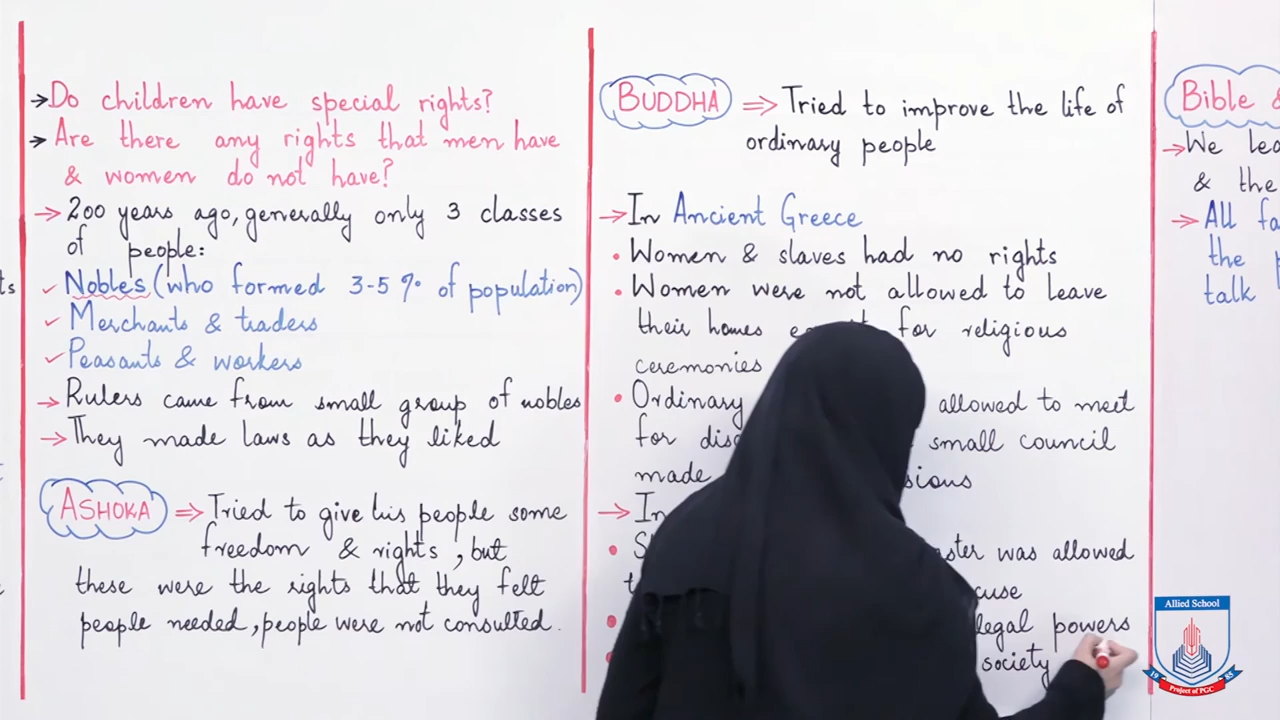 →Do children have special rights?
→Are there any rights that men have
& women do not have?
→200 years ago, generally only 3 classes
of people:
✓Nobles (who formed 3-5% of population)
✓Merchants & traders
✓Peasants & workers
→Rulers came from small group of nobles
→They made laws as they liked
ASHOKA ⇒ Tried to give his people some
freedom & rights, but
these were the rights that they felt
people needed, people were not consulted.
BUDDHA ⇒ Tried to improve the life of
ordinary people
→In Ancient Greece
• Women & slaves had no rights
• Women were not allowed to leave
their homes for religious
ceremonies
• Ordinary allowed to meet
for small council
made
→In
was allowed
legal powers
society
Bible &
→We
& the
→All
the
talk
Allied School
19 85
Project of PGC